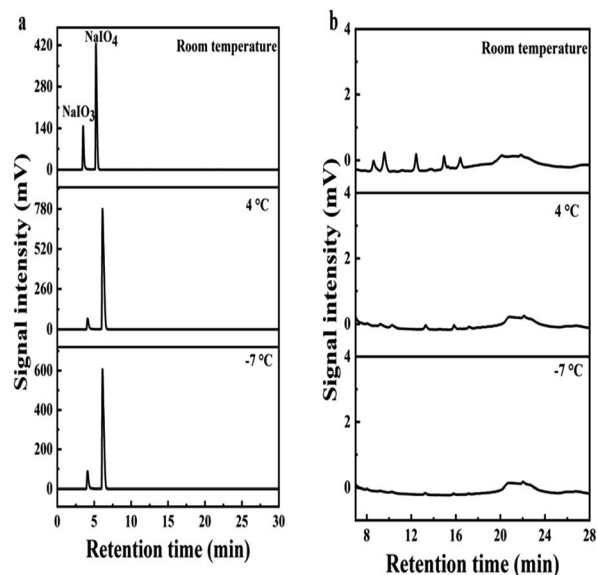 a
NaIO4
NaIO3
Room temperature
420
280
140
0
4 °C
780
520
260
0
-7 °C
600
400
200
0
Signal intensity (mV)
0 5 10 15 20 25 30
Retention time (min)
b
Room temperature
4
2
0
4 °C
4
2
0
-7 °C
4
2
0
Signal intensity (mV)
8 12 16 20 24 28
Retention time (min)